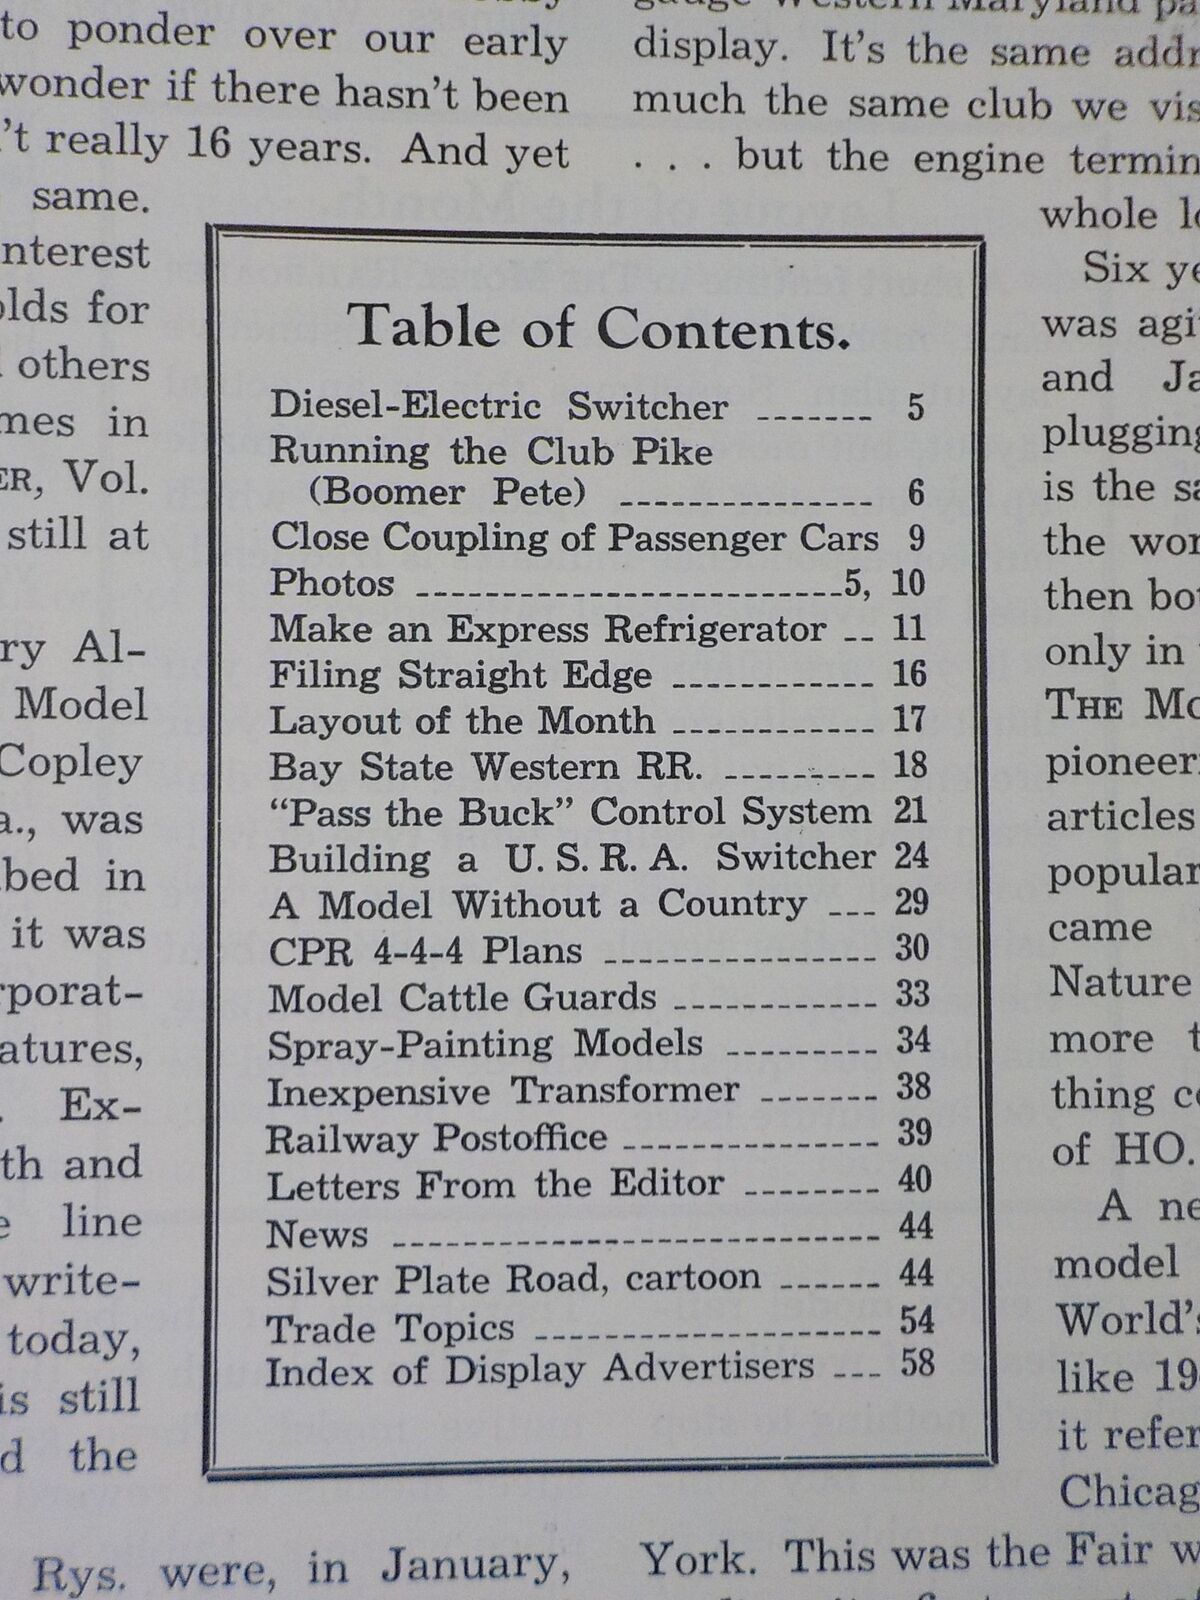 to ponder over our early
wonder if there hasn't been
't really 16 years. And yet
same.
nterest
olds for
others
mes in
ER, Vol.
still at
ry Al-
Model
Copley
a., was
bed in
it was
rporat-
atures,
Ex-
th and
line
write-
today,
is still
d the
Rys. were, in January,
Table of Contents.
Diesel-Electric Switcher ------- 5
Running the Club Pike
(Boomer Pete) --------------- 6
Close Coupling of Passenger Cars 9
Photos -------------------------5, 10
Make an Express Refrigerator -- 11
Filing Straight Edge ------------ 16
Layout of the Month ------------ 17
Bay State Western RR. --------- 18
"Pass the Buck" Control System 21
Building a U. S. R. A. Switcher 24
A Model Without a Country --- 29
CPR 4-4-4 Plans ---------------- 30
Model Cattle Guards ------------ 33
Spray-Painting Models --------- 34
Inexpensive Transformer ------- 38
Railway Postoffice --------------- 39
Letters From the Editor -------- 40
News ----------------------------- 44
Silver Plate Road, cartoon ------ 44
Trade Topics -------------------- 54
Index of Display Advertisers --- 58
gauge Western Maryland pa
display. It's the same addr
much the same club we vis
. . . but the engine termin
whole lo
Six ye
was agi
and Ja
plugging
is the sa
the wor
then bot
only in
THE Mo
pioneer
articles
popular
came
Nature
more t
thing c
of HO.
A ne
model
World's
like 19
it refer
Chicag
York. This was the Fair w